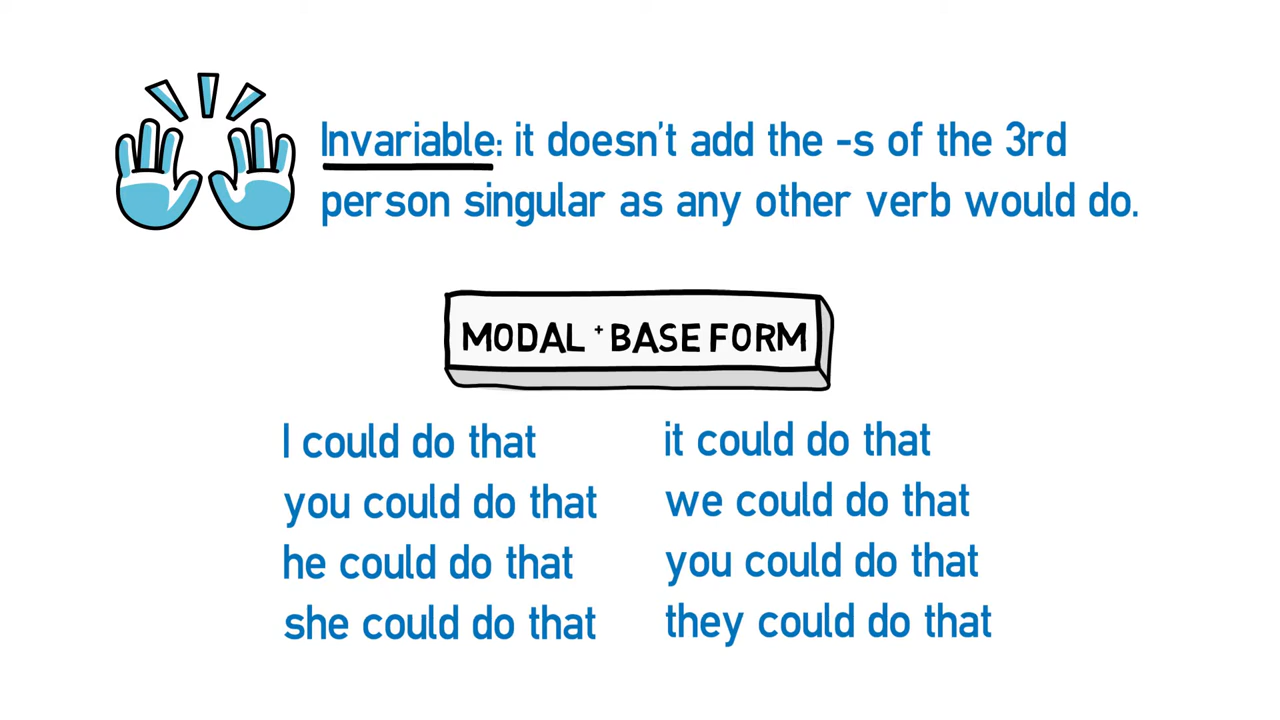 Invariable: it doesn't add the -s of the 3rd
person singular as any other verb would do.
MODAL + BASE FORM
I could do that
you could do that
he could do that
she could do that
it could do that
we could do that
you could do that
they could do that